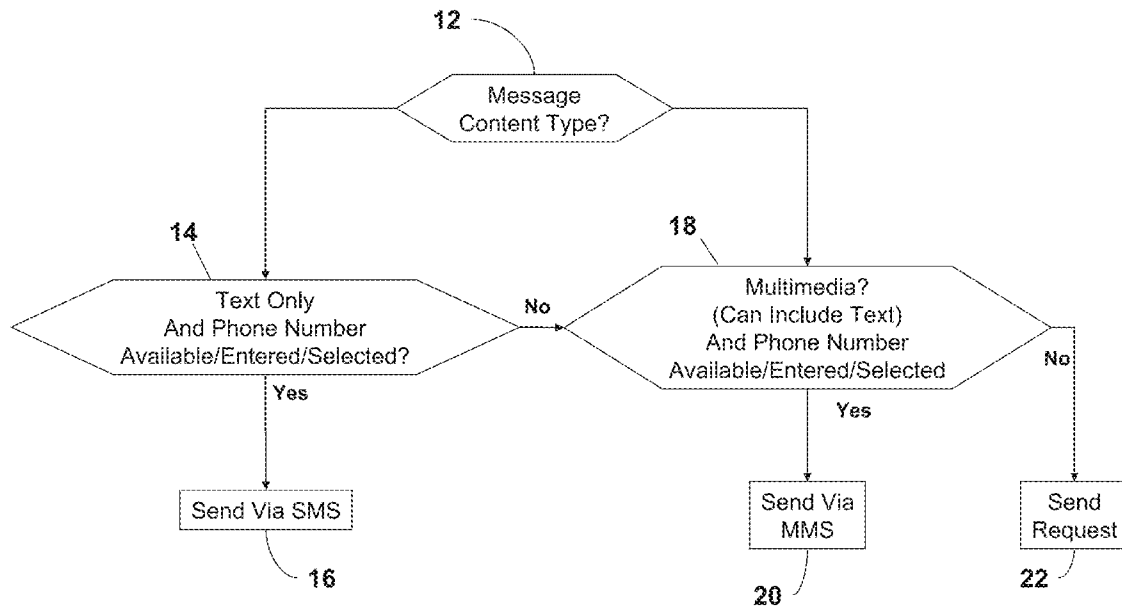 12
Message
Content Type?
14
Text Only
And Phone Number
Available/Entered/Selected?
No
18
Multimedia?
(Can Include Text)
And Phone Number
Available/Entered/Selected
No
Yes
Yes
Send Via SMS
16
Send Via
MMS
20
Send
Request
22